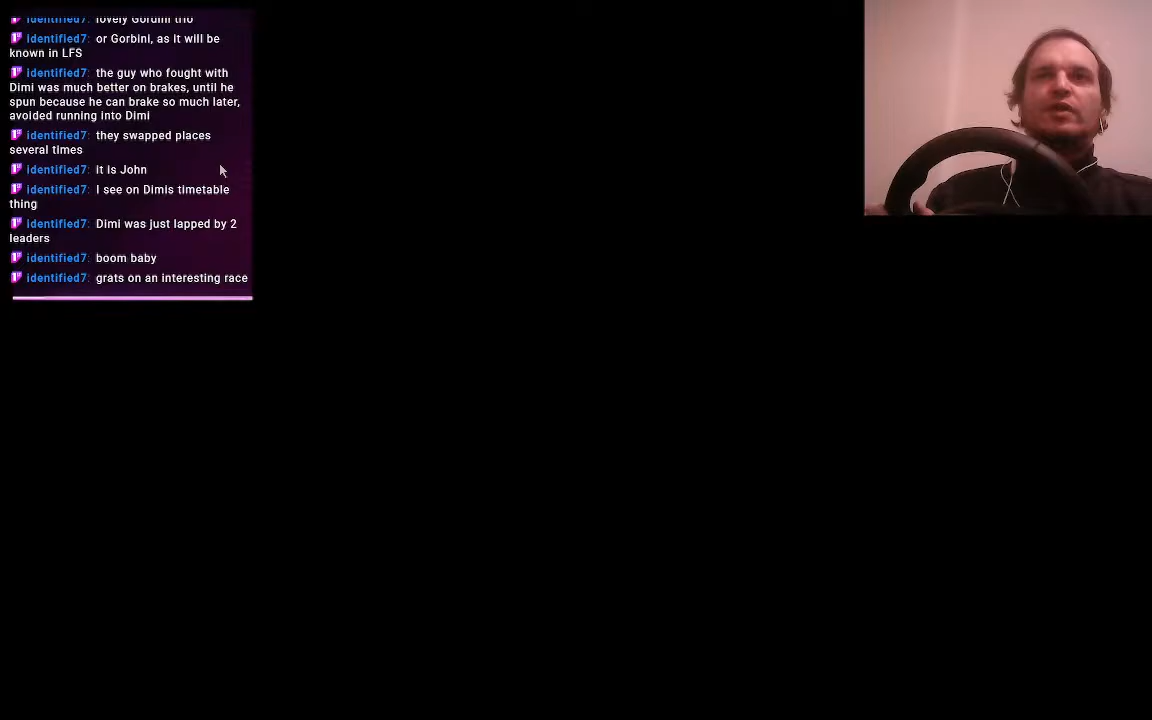 identified7: lovely Gordini trio
identified7: or Gorbini, as it will be
known in LFS
identified7: the guy who fought with
Dimi was much better on brakes, until he
spun because he can brake so much later,
avoided running into Dimi
identified7: they swapped places
several times
identified7: it is John
identified7: I see on Dimis timetable
thing
identified7: Dimi was just lapped by 2
leaders
identified7: boom baby
identified7: grats on an interesting race